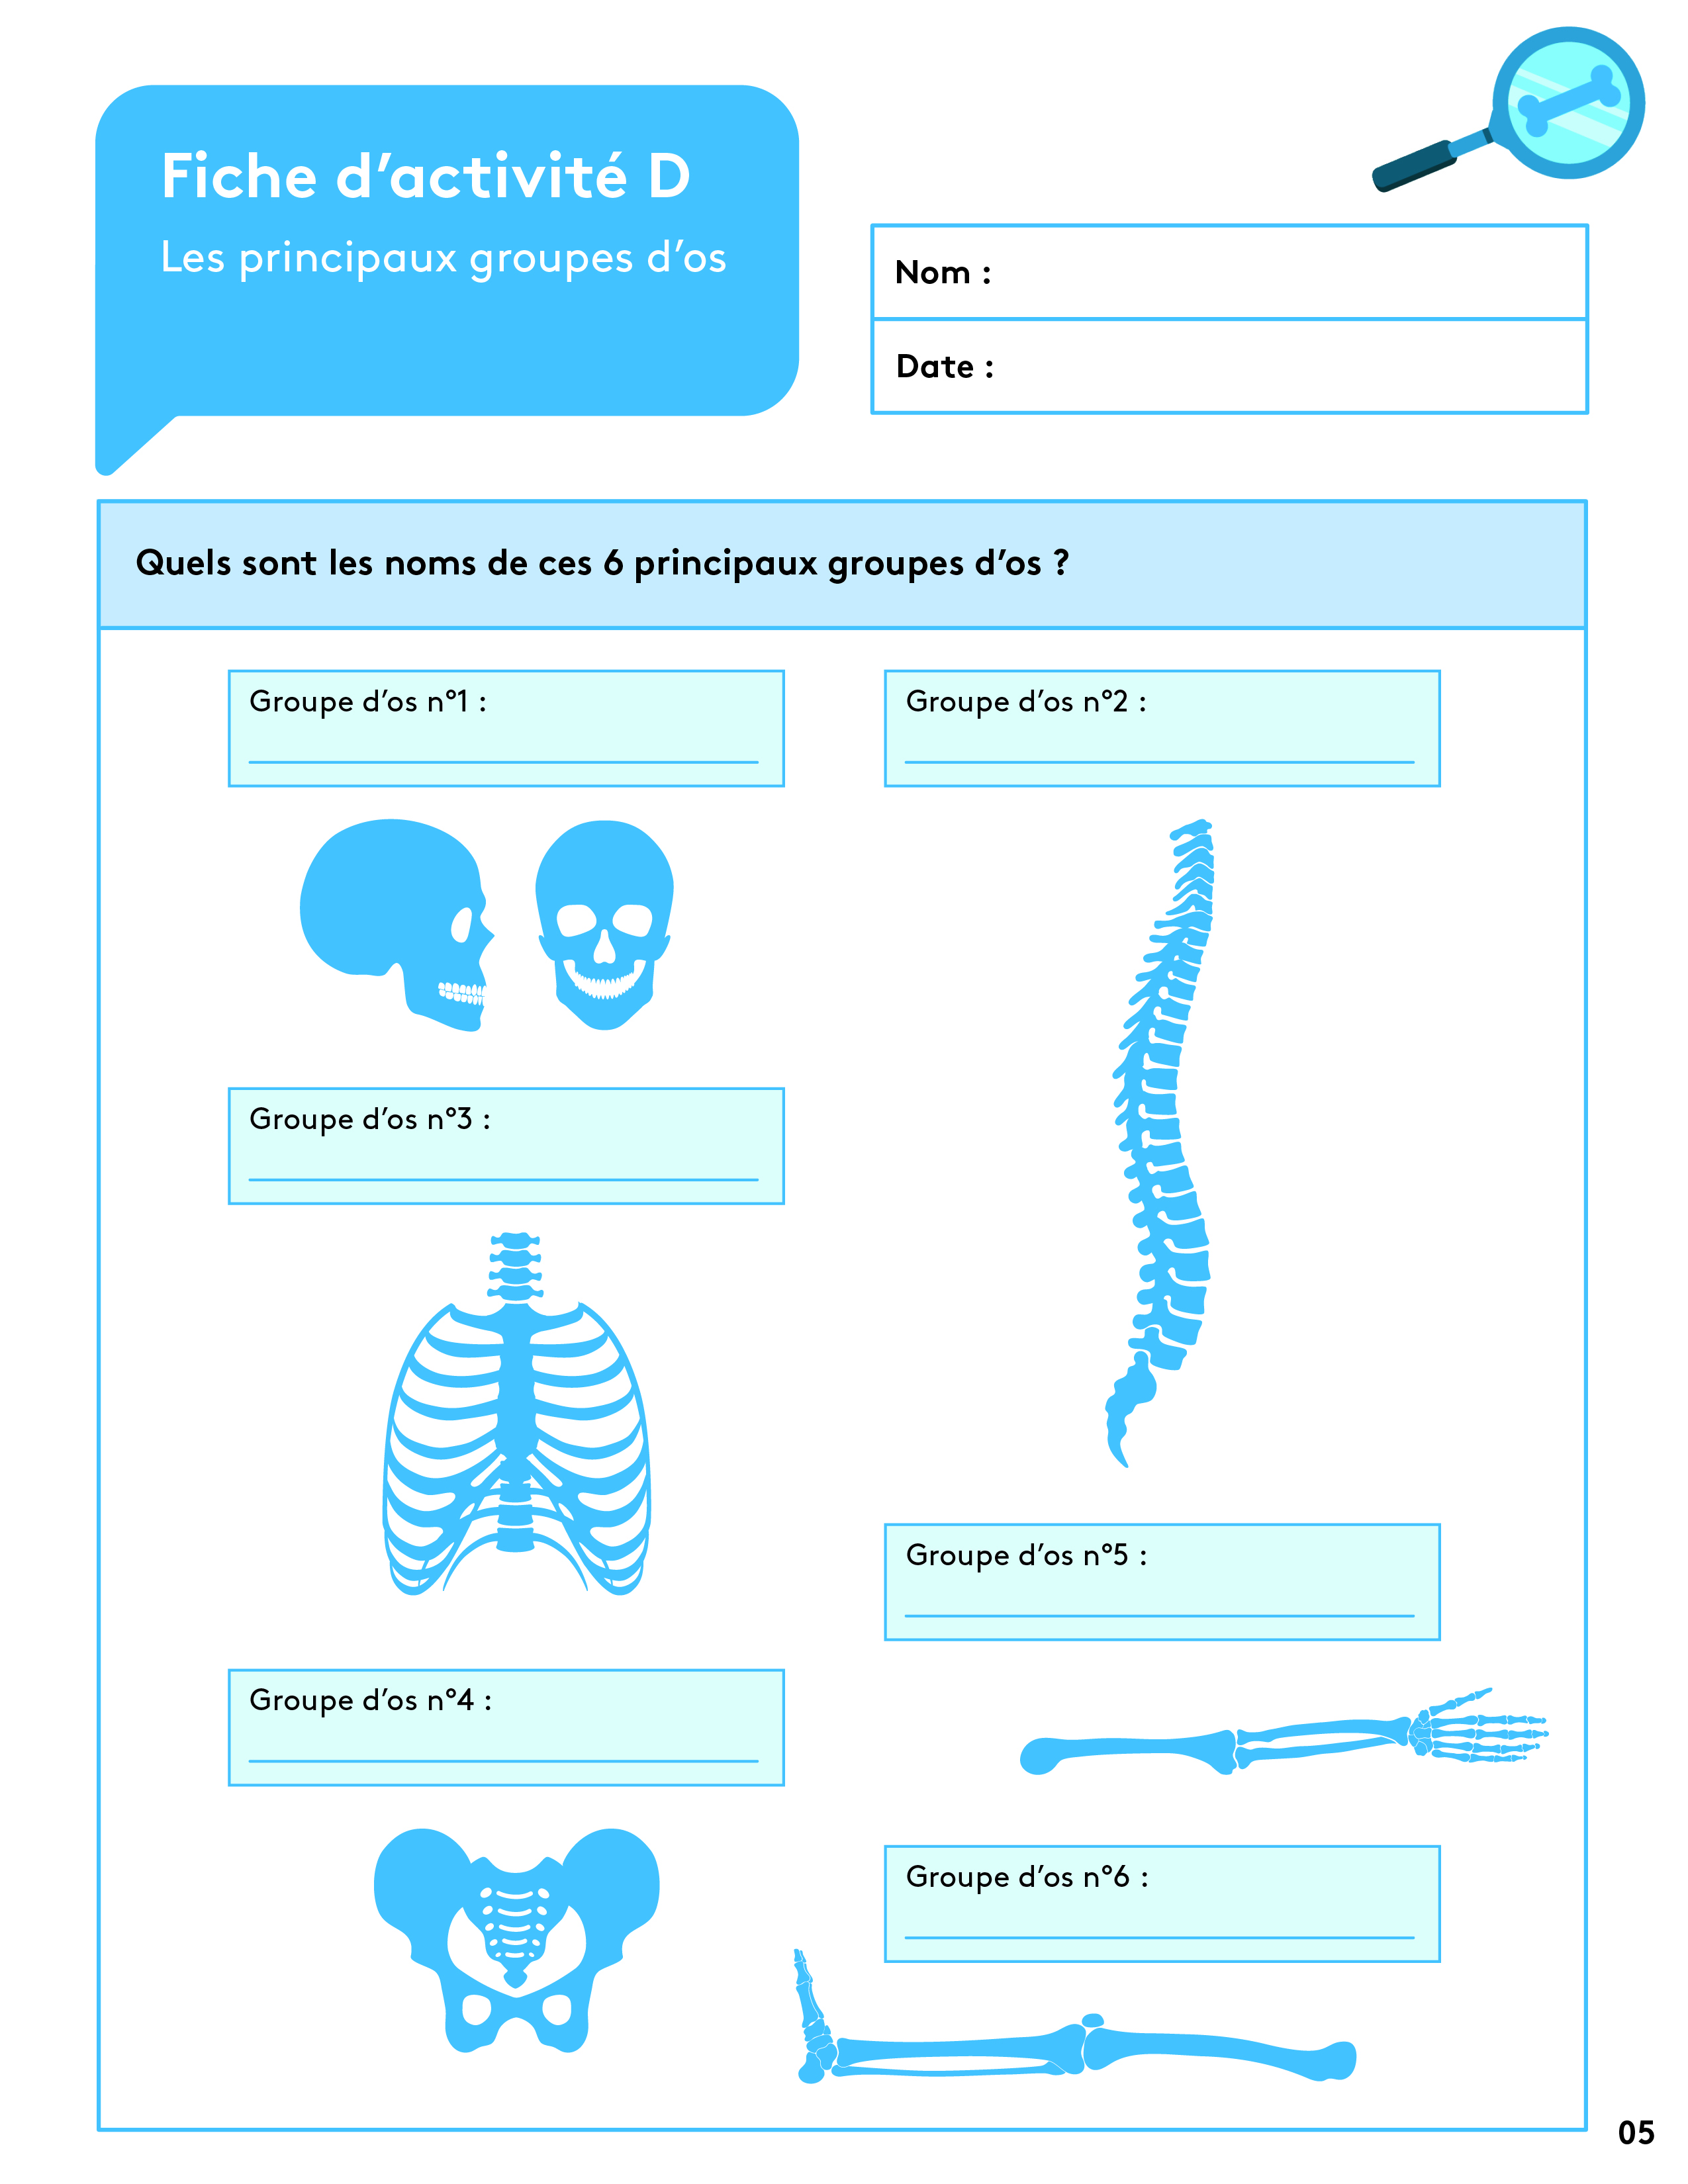 Fiche d’activité D
Les principaux groupes d’os
Nom :
Date :
Quels sont les noms de ces 6 principaux groupes d’os ?
Groupe d’os n°1 :
Groupe d’os n°2 :
Groupe d’os n°3 :
Groupe d’os n°5 :
Groupe d’os n°4 :
Groupe d’os n°6 :
05